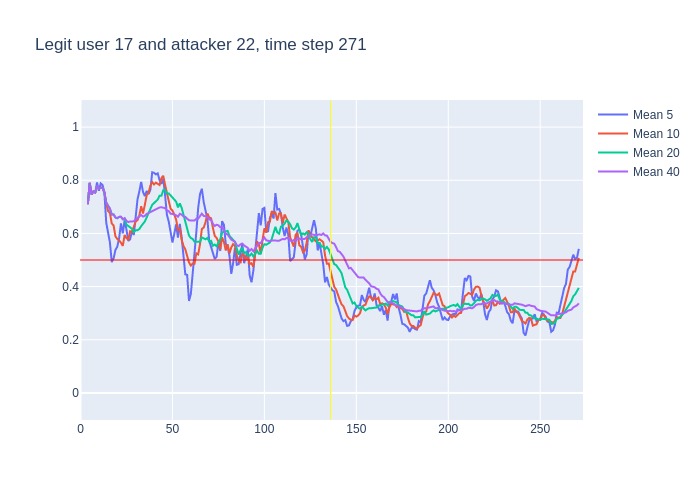 Legit user 17 and attacker 22, time step 271
Mean 5
Mean 10
Mean 20
Mean 40
1
0.8
0.6
0.4
0.2
0
0 50 100 150 200 250